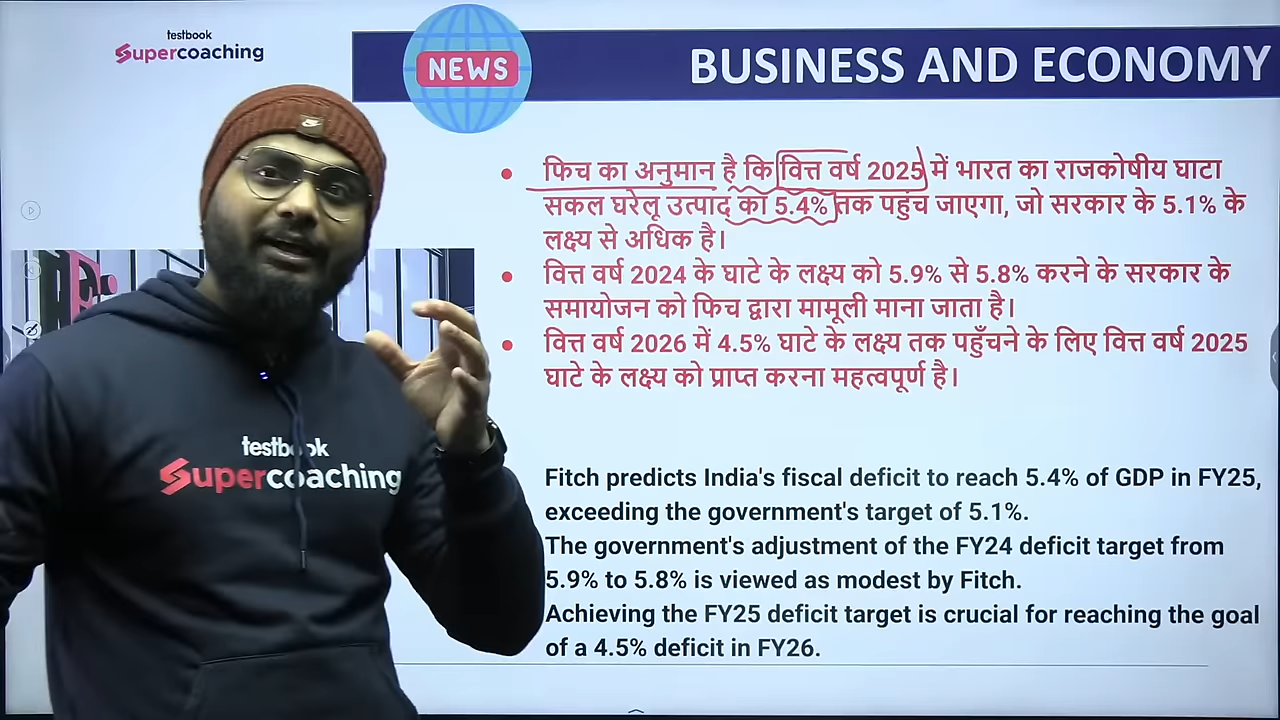 testbook
Supercoaching
NEWS
BUSINESS AND ECONOMY
फिच का अनुमान है कि वित्त वर्ष 2025 में भारत का राजकोषीय घाटा
सकल घरेलू उत्पाद का 5.4% तक पहुंच जाएगा, जो सरकार के 5.1% के
लक्ष्य से अधिक है।
वित्त वर्ष 2024 के घाटे के लक्ष्य को 5.9% से 5.8% करने के सरकार के
समायोजन को फिच द्वारा मामूली माना जाता है।
वित्त वर्ष 2026 में 4.5% घाटे के लक्ष्य तक पहुँचने के लिए वित्त वर्ष 2025
घाटे के लक्ष्य को प्राप्त करना महत्वपूर्ण है।
testbook
Supercoaching
Fitch predicts India's fiscal deficit to reach 5.4% of GDP in FY25,
exceeding the government's target of 5.1%.
The government's adjustment of the FY24 deficit target from
5.9% to 5.8% is viewed as modest by Fitch.
Achieving the FY25 deficit target is crucial for reaching the goal
of a 4.5% deficit in FY26.